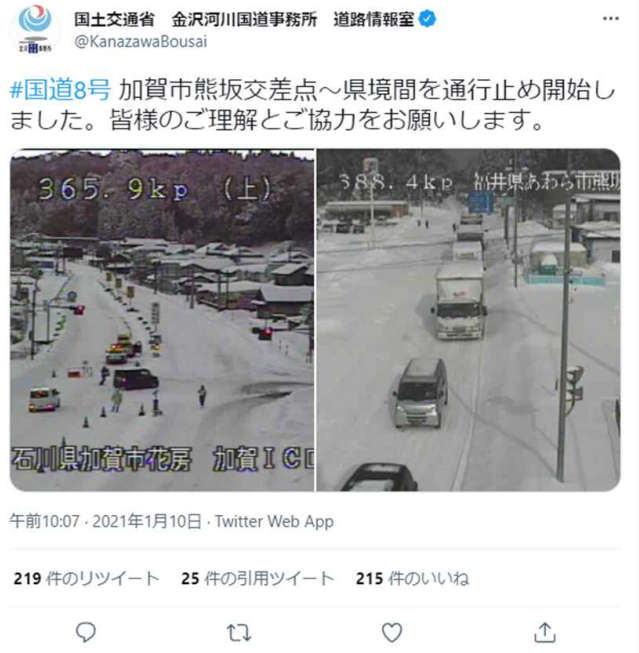 国土交通省 金沢河川国道事務所 道路情報室
@KanazawaBousai
#国道8号 加賀市熊坂交差点～県境間を通行止め開始し
ました。皆様のご理解とご協力をお願いします。
365.9kp (上)
石川県加賀市花房 加賀IC
388.4kp 福井県あわら市熊坂
午前10:07 · 2021年1月10日 · Twitter Web App
219 件のリツイート 25 件の引用ツイート 215 件のいいね